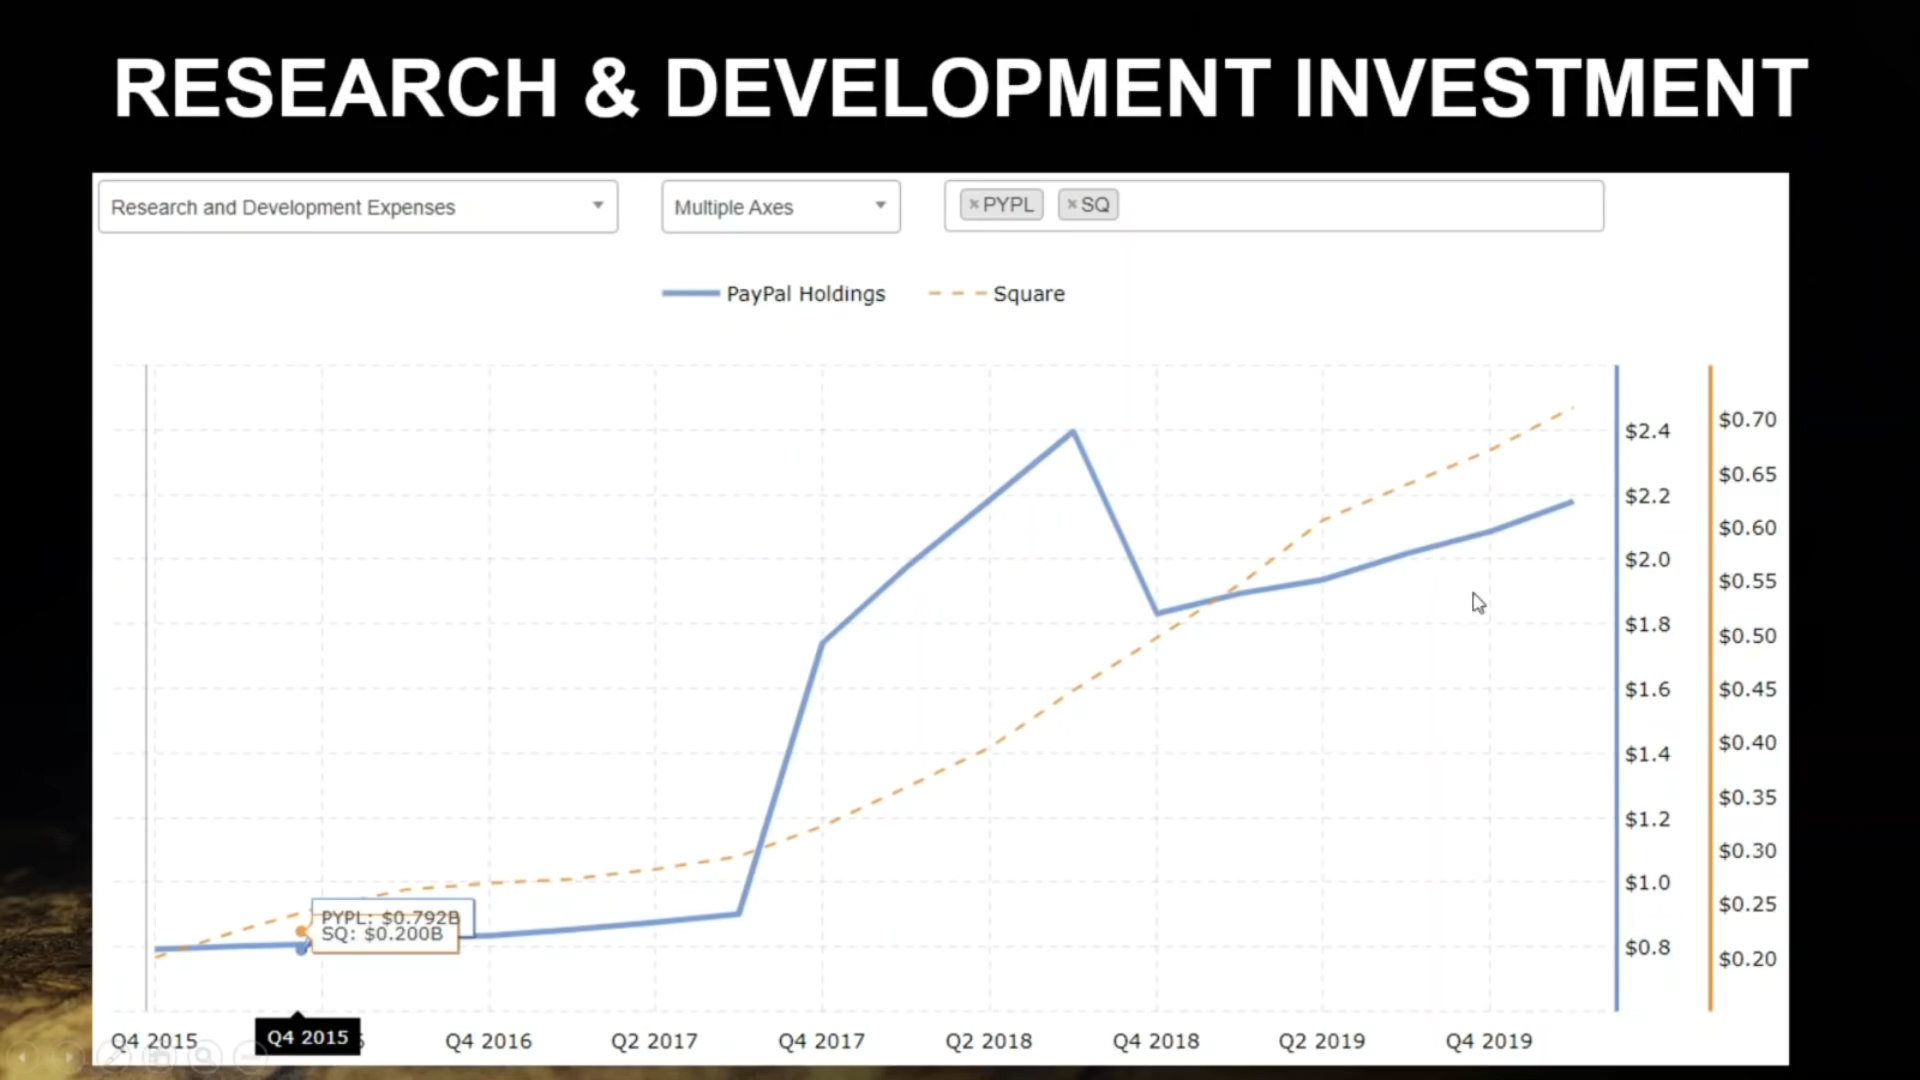 RESEARCH & DEVELOPMENT INVESTMENT
Research and Development Expenses
Multiple Axes
×PYPL ×SQ
PayPal Holdings
Square
$2.4
$2.2
$2.0
$1.8
$1.6
$1.4
$1.2
$1.0
$0.8
$0.70
$0.65
$0.60
$0.55
$0.50
$0.45
$0.40
$0.35
$0.30
$0.25
$0.20
PYPL: $0.792B
SQ: $0.200B
Q4 2015
Q4 2015
Q4 2016
Q2 2017
Q4 2017
Q2 2018
Q4 2018
Q2 2019
Q4 2019